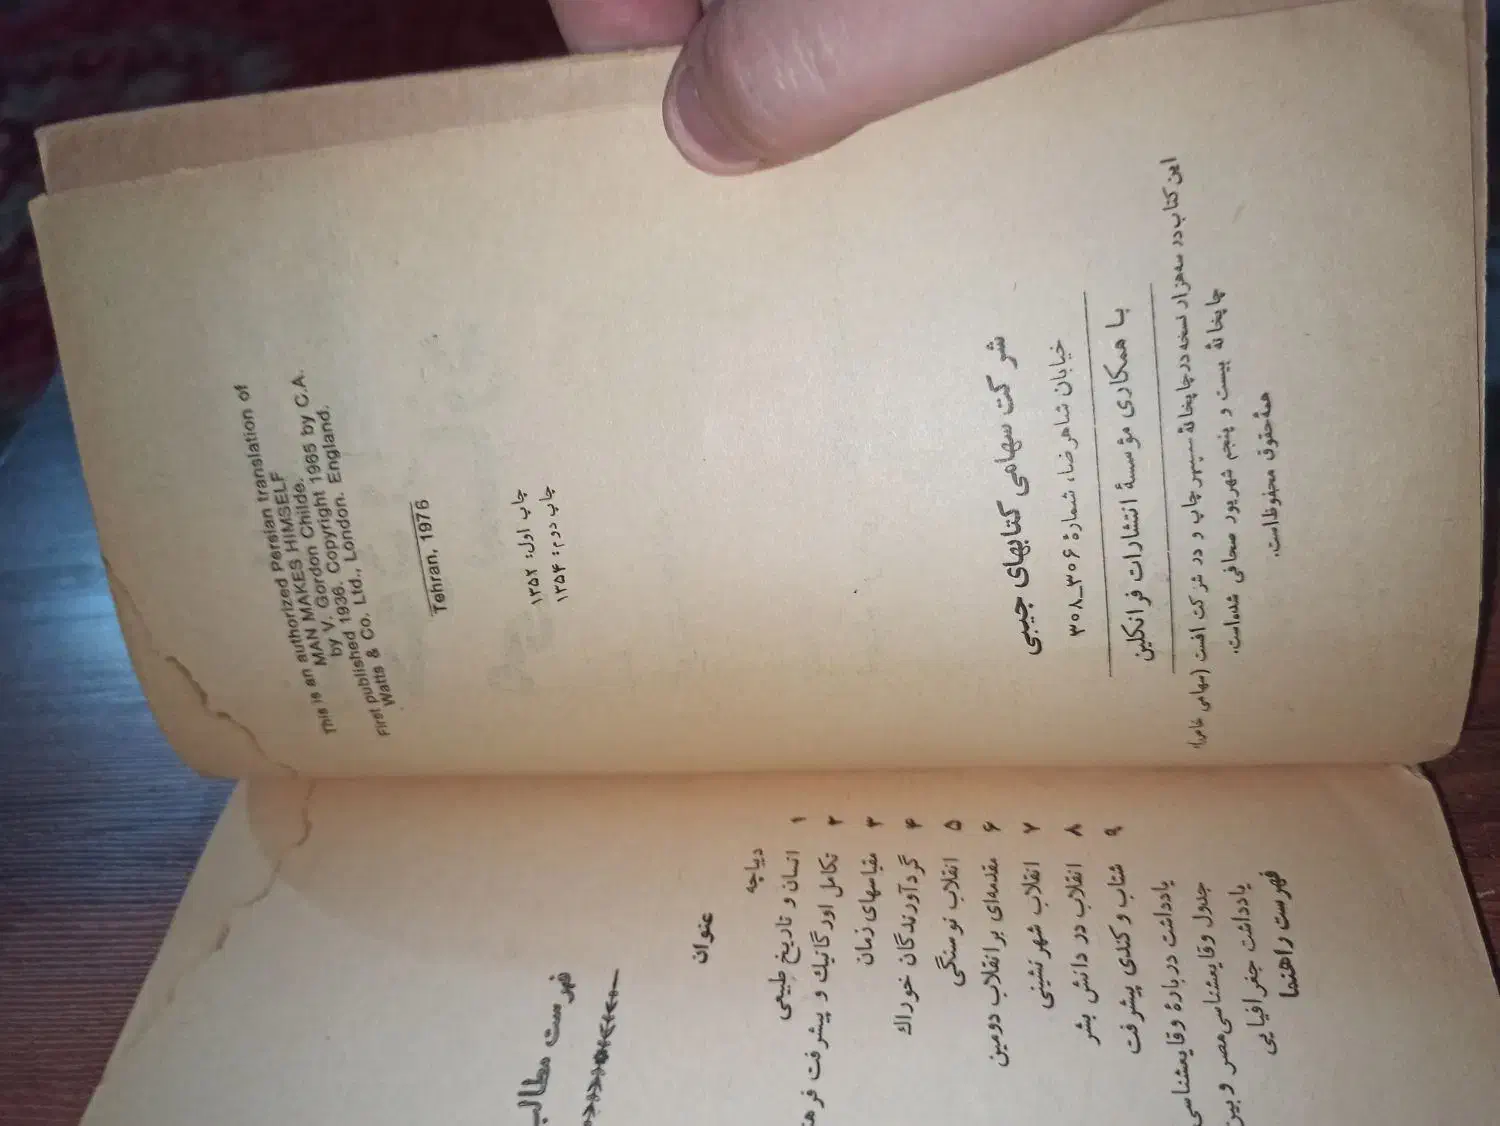 This is an authorized Persian translation of
MAN MAKES HIMSELF
by V. Gordon Childe.
Copyright 1965 by C.A.
First published 1936.
Watts & Co. Ltd., London. England.
Tehran, 1976
چاپ اول: ۱۳۵۲
چاپ دوم: ۱۳۵۴
شرکت سهامی کتابهای جیبی
خیابان شاهرضا، شمارهٔ ۳۰۶ـ۳۰۸
با همکاری مؤسسهٔ انتشارات فرانکلین
این کتاب در سه‌هزار نسخه در چاپخانهٔ سپهر چاپ و در شرکت افست (سهامی خاص)،
چاپخانهٔ بیست و پنجم شهریور صحافی شده‌است.
همهٔ حقوق محفوظ است.
فهرست مطالب
عنوان
دیباچه
۱ انسان و تاریخ طبیعی
۲ تکامل اورگانیک و پیشرفت فرهن
۳ مقیاسهای زمان
۴ گردآورندگان خوراک
۵ انقلاب نوسنگی
۶ مقدمه‌ای بر انقلاب دومین
۷ انقلاب شهرنشینی
۸ انقلاب در دانش بشر
۹ شتاب و کندی پیشرفت
یادداشت دربارهٔ وقایعشناسی
جدول وقایعشناسی مصر و بین
یادداشت جغرافیایی
فهرست راهنما